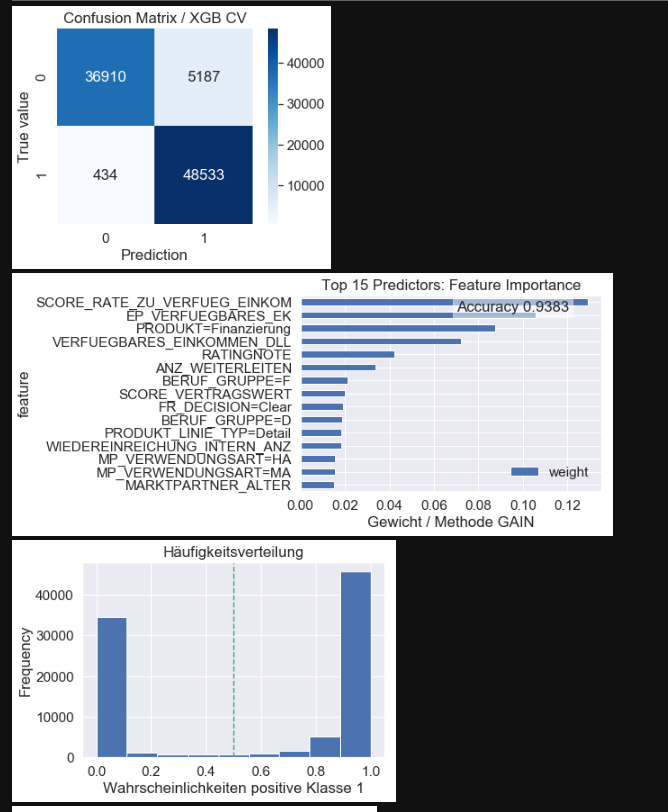 Confusion Matrix / XGB CV
True value
0
36910
5187
1
434
48533
0
1
Prediction
40000
30000
20000
10000
Top 15 Predictors: Feature Importance
feature
SCORE_RATE_ZU_VERFUEG_EINKOM
EP_VERFUEGBARES_EK
PRODUKT=Finanzierung
VERFUEGBARES_EINKOMMEN_DLL
RATINGNOTE
ANZ_WEITERLEITEN
BERUF_GRUPPE=F
SCORE_VERTRAGSWERT
FR_DECISION=Clear
BERUF_GRUPPE=D
PRODUKT_LINIE_TYP=Detail
WIEDEREINREICHUNG_INTERN_ANZ
MP_VERWENDUNGSART=HA
MP_VERWENDUNGSART=MA
MARKTPARTNER_ALTER
Accuracy 0.9383
weight
0.00 0.02 0.04 0.06 0.08 0.10 0.12
Gewicht / Methode GAIN
Häufigkeitsverteilung
Frequency
40000
30000
20000
10000
0
0.0 0.2 0.4 0.6 0.8 1.0
Wahrscheinlichkeiten positive Klasse 1